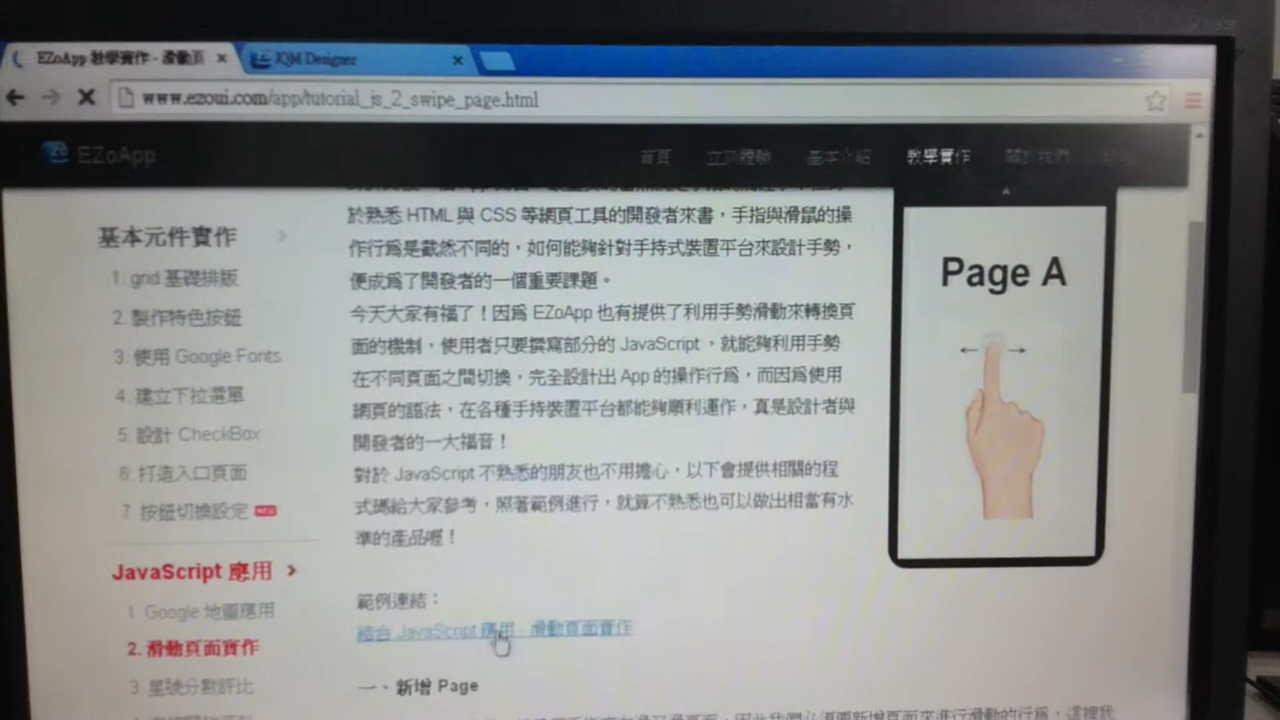 EZoApp 教學實作 - 滑動頁
JQM Designer
www.ezoui.com/app/tutorial_js_2_swipe_page.html
EZoApp
首頁 立即體驗 基本介紹 教學實作 關於我們
基本元件實作
1. grid 基礎排版
2. 製作特色按鈕
3. 使用 Google Fonts
4. 建立下拉選單
5. 設計 CheckBox
6. 打造入口頁面
7. 按鈕切換設定 NEW
JavaScript 應用
1 Google 地圖應用
2. 滑動頁面實作
3 星號分數評比
於熟悉 HTML 與 CSS 等網頁工具的開發者來書，手指與滑鼠的操
作行爲是截然不同的，如何能夠針對手持式裝置平台來設計手勢，
便成爲了開發者的一個重要課題。
今天大家有福了！因爲 EZoApp 也有提供了利用手勢滑動來轉換頁
面的機制，使用者只要撰寫部分的 JavaScript ，就能夠利用手勢
在不同頁面之間切換，完全設計出 App 的操作行爲，而因爲使用
網頁的語法，在各種手持裝置平台都能夠順利運作，真是設計者與
開發者的一大福音！
對於 JavaScript 不熟悉的朋友也不用擔心，以下會提供相關的程
式碼給大家參考，照著範例進行，就算不熟悉也可以做出相當有水
準的產品喔！
範例連結：
結合 JavaScript 應用 - 滑動頁面實作
一、新增 Page
Page A